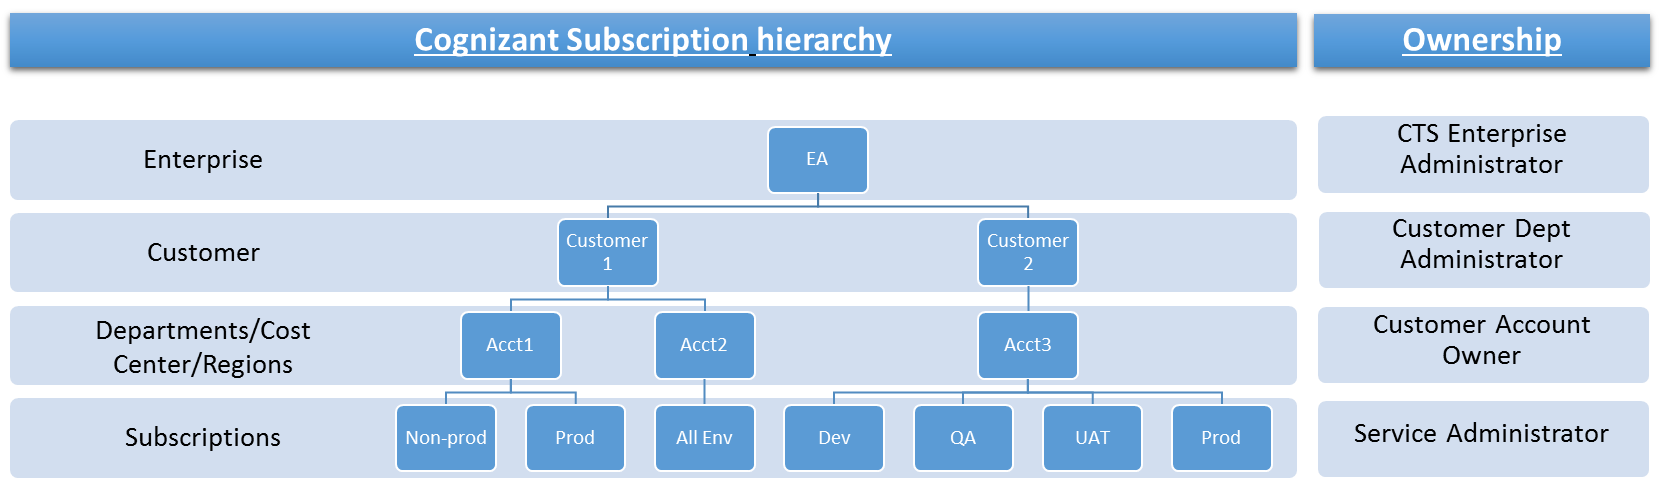 Cognizant Subscription hierarchy
Ownership
Enterprise
EA
CTS Enterprise
Administrator
Customer
Customer
1
Customer
2
Customer Dept
Administrator
Departments/Cost
Center/Regions
Acct1
Acct2
Acct3
Customer Account
Owner
Subscriptions
Non-prod
Prod
All Env
Dev
QA
UAT
Prod
Service Administrator